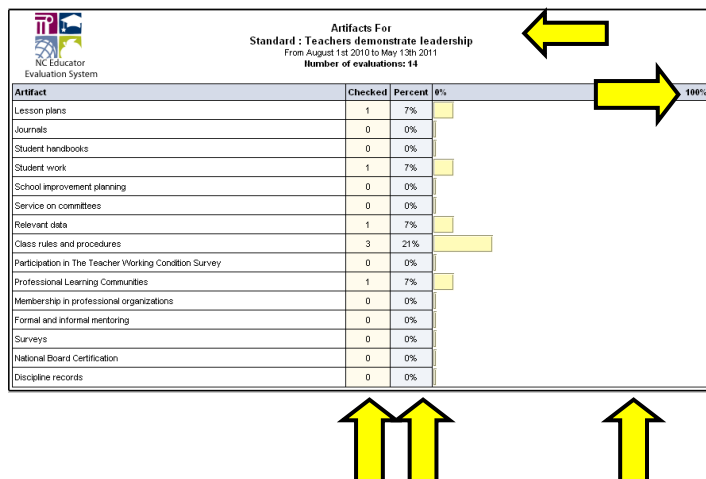 NC Educator
Evaluation System
Artifacts For
Standard : Teachers demonstrate leadership
From August 1st 2010 to May 13th 2011
Number of evaluations: 14
Artifact Checked Percent 0% 100%
Lesson plans 1 7%
Journals 0 0%
Student handbooks 0 0%
Student work 1 7%
School improvement planning 0 0%
Service on committees 0 0%
Relevant data 1 7%
Class rules and procedures 3 21%
Participation in The Teacher Working Condition Survey 0 0%
Professional Learning Communities 1 7%
Membership in professional organizations 0 0%
Formal and informal mentoring 0 0%
Surveys 0 0%
National Board Certification 0 0%
Discipline records 0 0%